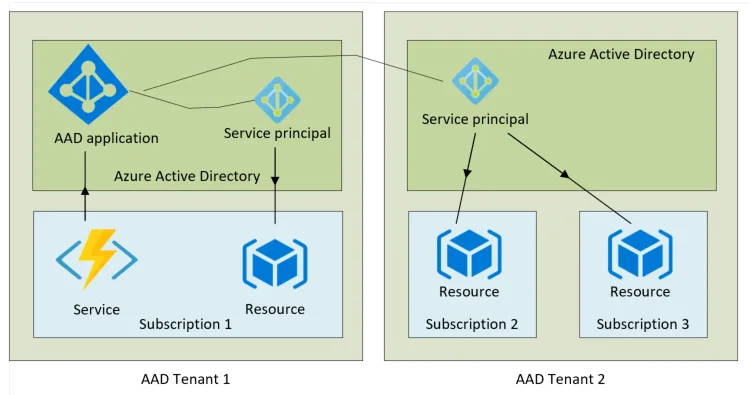 Azure Active Directory
AAD application
Service principal
Azure Active Directory
Service
Resource
Subscription 1
AAD Tenant 1
Service principal
Resource
Subscription 2
Resource
Subscription 3
AAD Tenant 2